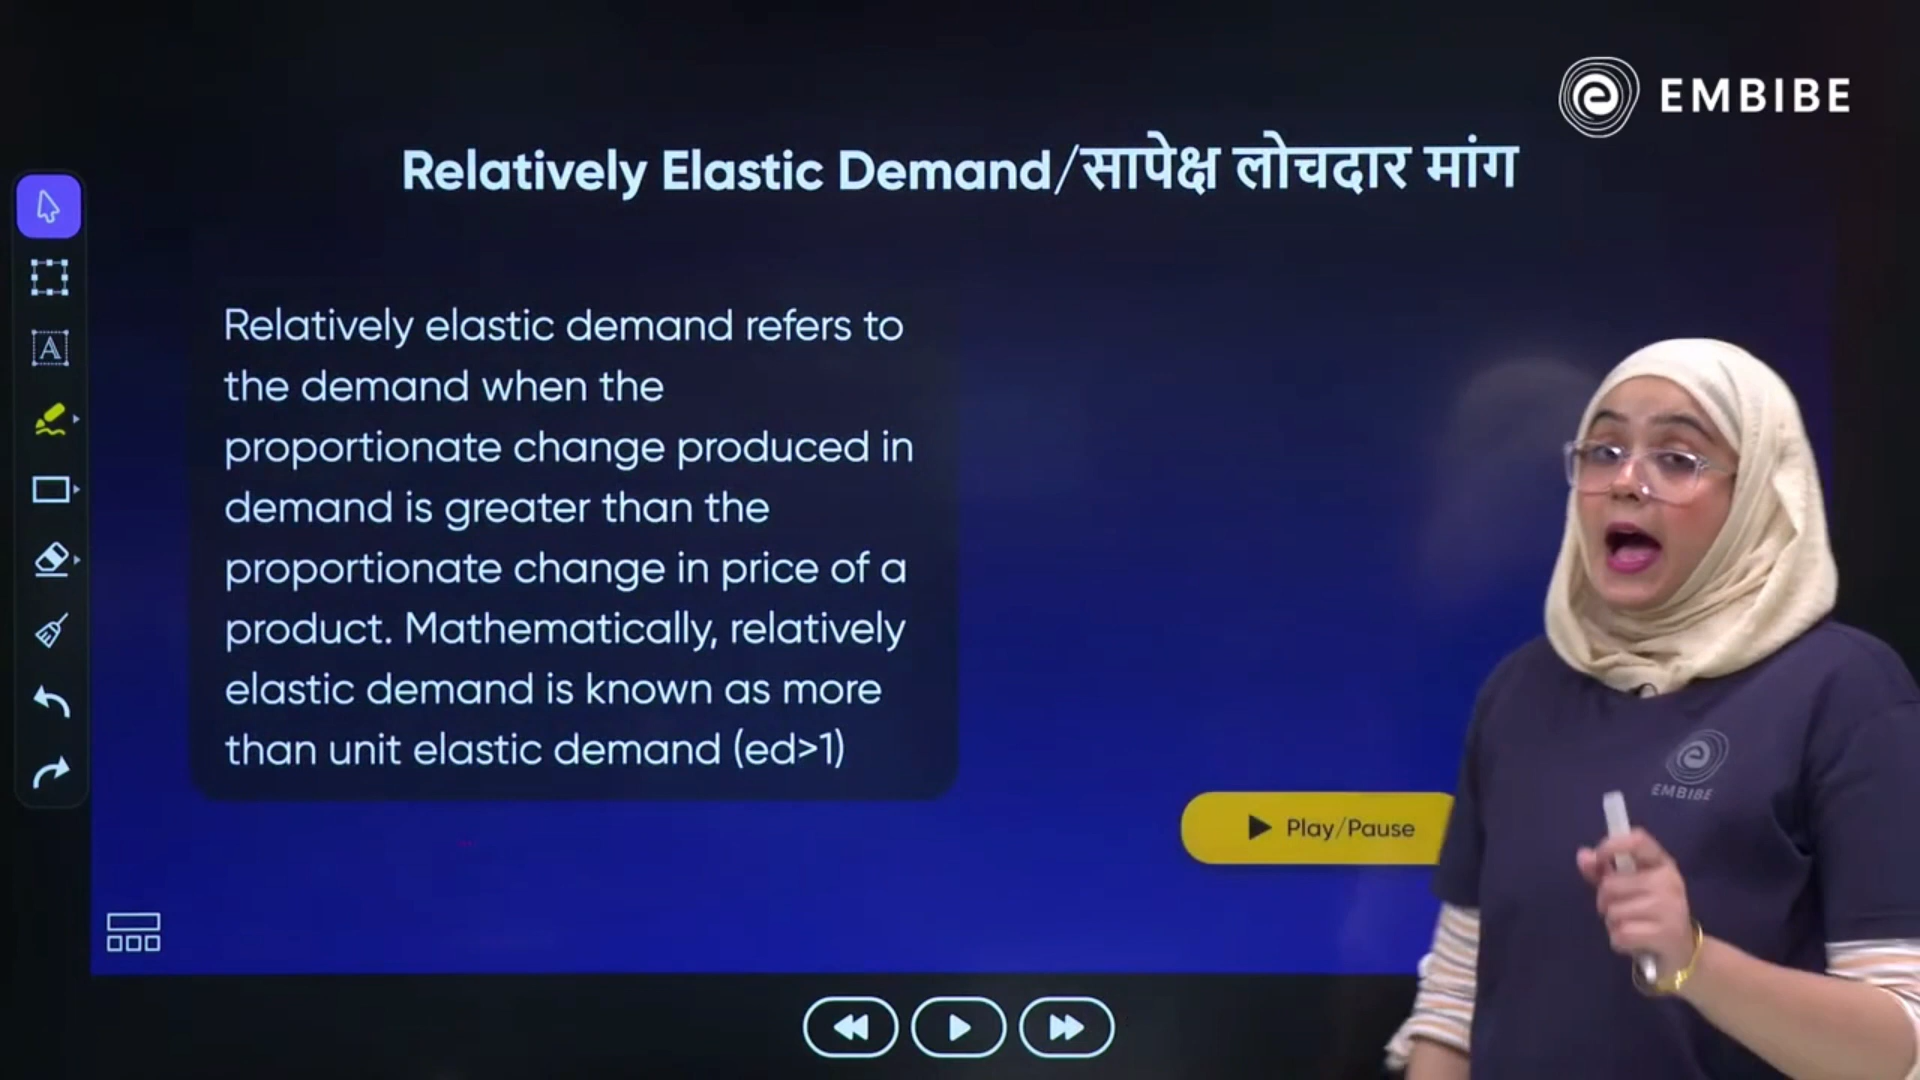 EMBIBE
Relatively Elastic Demand/सापेक्ष लोचदार मांग
Relatively elastic demand refers to
the demand when the
proportionate change produced in
demand is greater than the
proportionate change in price of a
product. Mathematically, relatively
elastic demand is known as more
than unit elastic demand (ed>1)
Play/Pause
EMBIBE
A